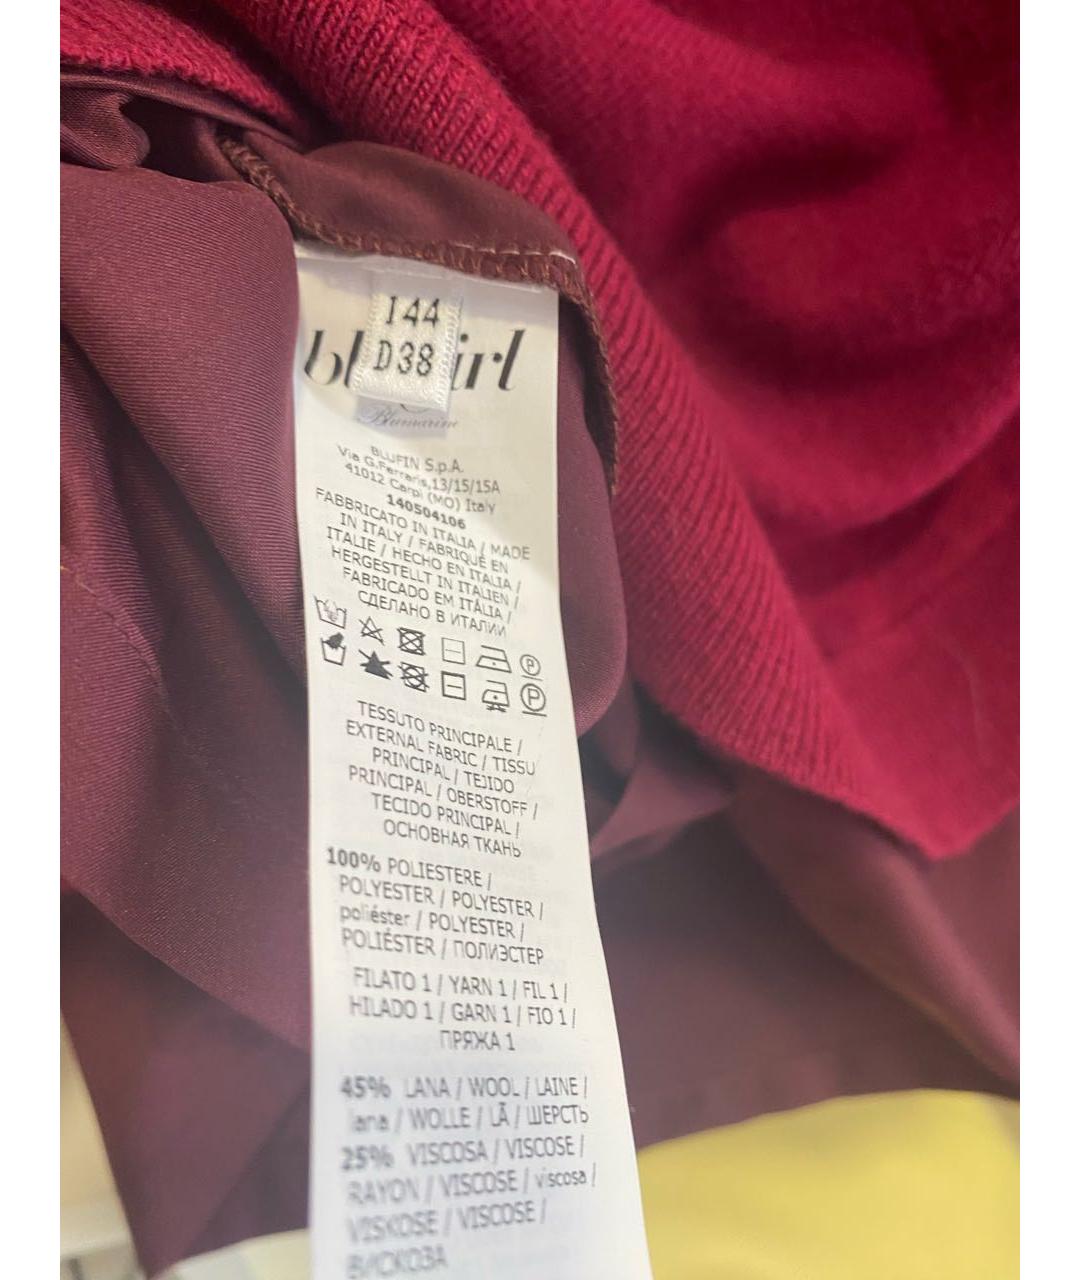 I 44
D 38
Blumarine
BLUFIN S.p.A.
Via G.Ferraris,13/15/15A
41012 Carpi (MO) Italy
140504106
FABBRICATO IN ITALIA / MADE
IN ITALY / FABRIQUÉ EN
ITALIE / HECHO EN ITALIA /
HERGESTELLT IN ITALIEN /
FABRICADO EM ITÁLIA /
СДЕЛАНО В ИТАЛИИ
P
P
TESSUTO PRINCIPALE /
EXTERNAL FABRIC / TISSU
PRINCIPAL / TEJIDO
PRINCIPAL / OBERSTOFF /
TECIDO PRINCIPAL /
ОСНОВНАЯ ТКАНЬ
100% POLIESTERE /
POLYESTER / POLYESTER /
poliéster / POLYESTER /
POLIÉSTER / ПОЛИЭСТЕР
FILATO 1 / YARN 1 / FIL 1 /
HILADO 1 / GARN 1 / FIO 1 /
ПРЯЖА 1
45% LANA / WOOL / LAINE /
lana / WOLLE / LÃ / ШЕРСТЬ
25% VISCOSA / VISCOSE /
RAYON / VISCOSE / viscosa /
VISKOSE / VISCOSE /
ВИСКОЗА